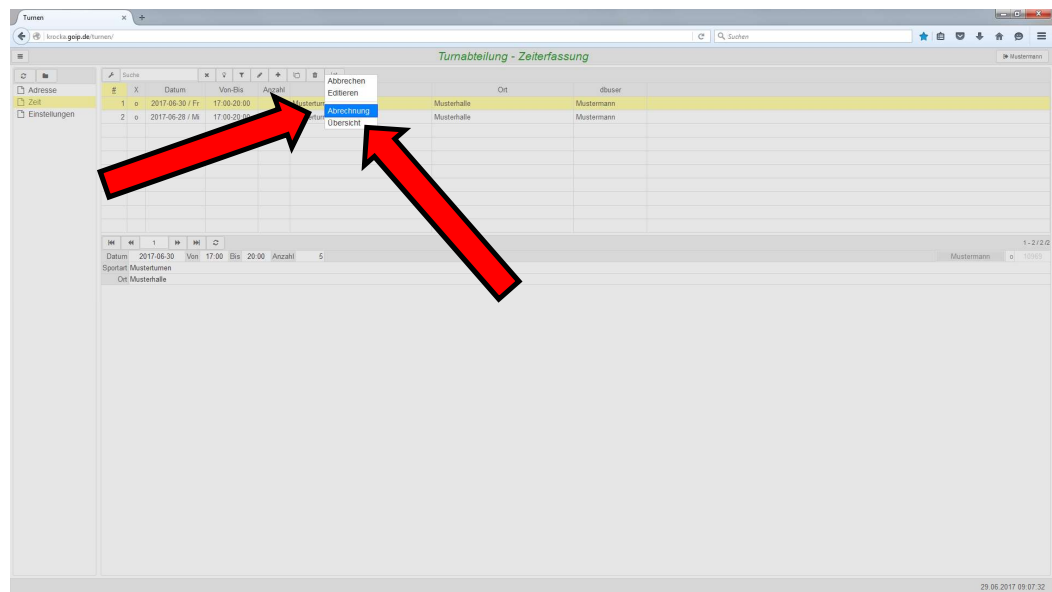 Turnen
krocka.goip.de/turnen/
Suchen
Turnabteilung - Zeiterfassung
Mustermann
Suche
Adresse
Zeit
Einstellungen
Abbrechen
Editieren
Abrechnung
Übersicht
# X Datum Von-Bis Anzahl Ort dbuser
1 o 2017-06-30 / Fr 17:00-20:00 Musterhalle Mustermann
2 o 2017-06-28 / Mi 17:00-20:00 Musterhalle Mustermann
1
1 - 2 / 2 /2
Datum 2017-06-30 Von 17:00 Bis 20:00 Anzahl 5 Mustermann o
Sportart Musterturnen
Ort Musterhalle
29.06.2017 09:07:32